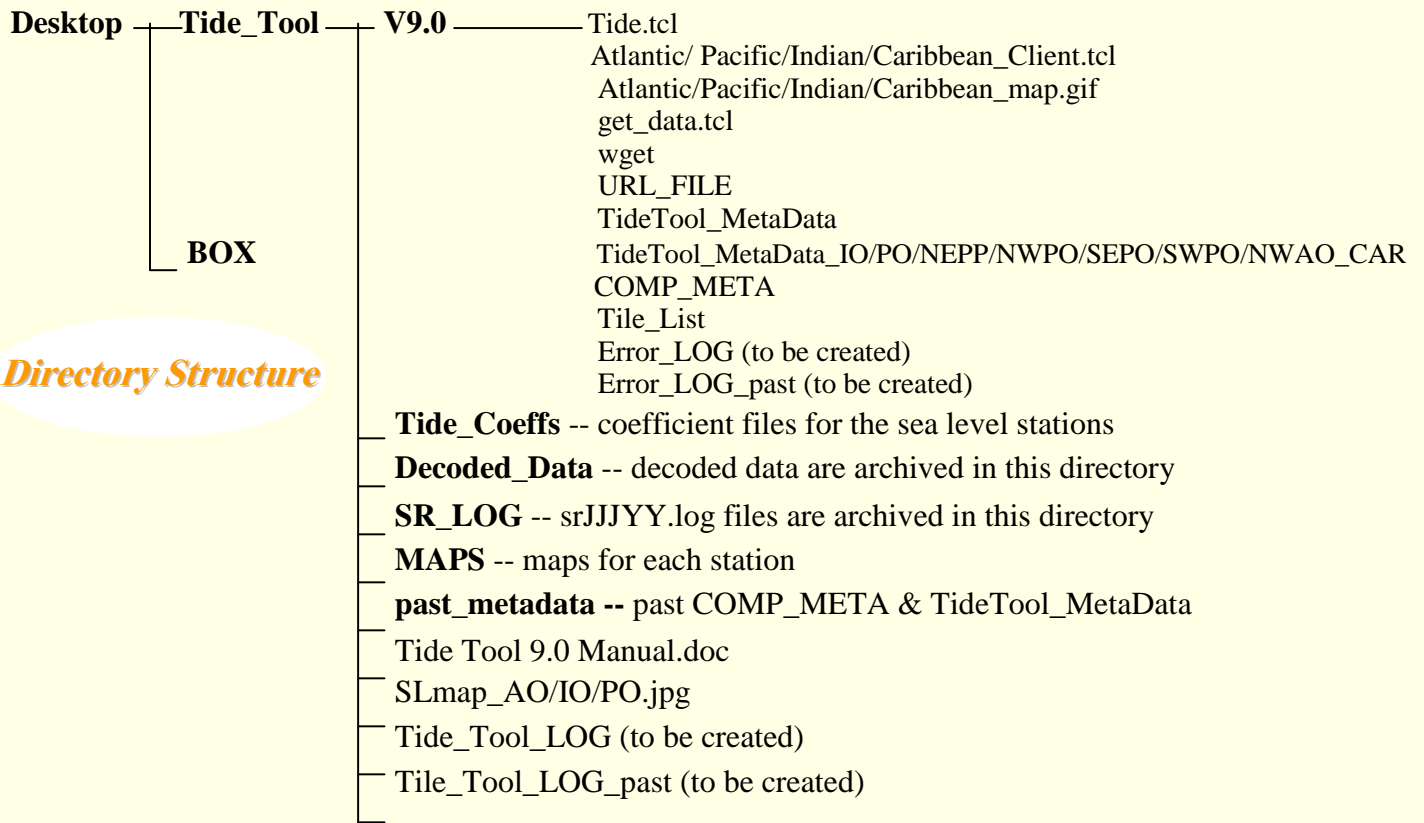 Desktop Tide_Tool V9.0 Tide.tcl
Atlantic/ Pacific/Indian/Caribbean_Client.tcl
Atlantic/Pacific/Indian/Caribbean_map.gif
get_data.tcl
wget
URL_FILE
TideTool_MetaData
BOX
TideTool_MetaData_IO/PO/NEPP/NWPO/SEPO/SWPO/NWAO_CAR
COMP_META
Tile_List
Error_LOG (to be created)
Directory Structure
Error_LOG_past (to be created)
Tide_Coeffs -- coefficient files for the sea level stations
Decoded_Data -- decoded data are archived in this directory
SR_LOG -- srJJJYY.log files are archived in this directory
MAPS -- maps for each station
past_metadata -- past COMP_META & TideTool_MetaData
Tide Tool 9.0 Manual.doc
SLmap_AO/IO/PO.jpg
Tide_Tool_LOG (to be created)
Tile_Tool_LOG_past (to be created)